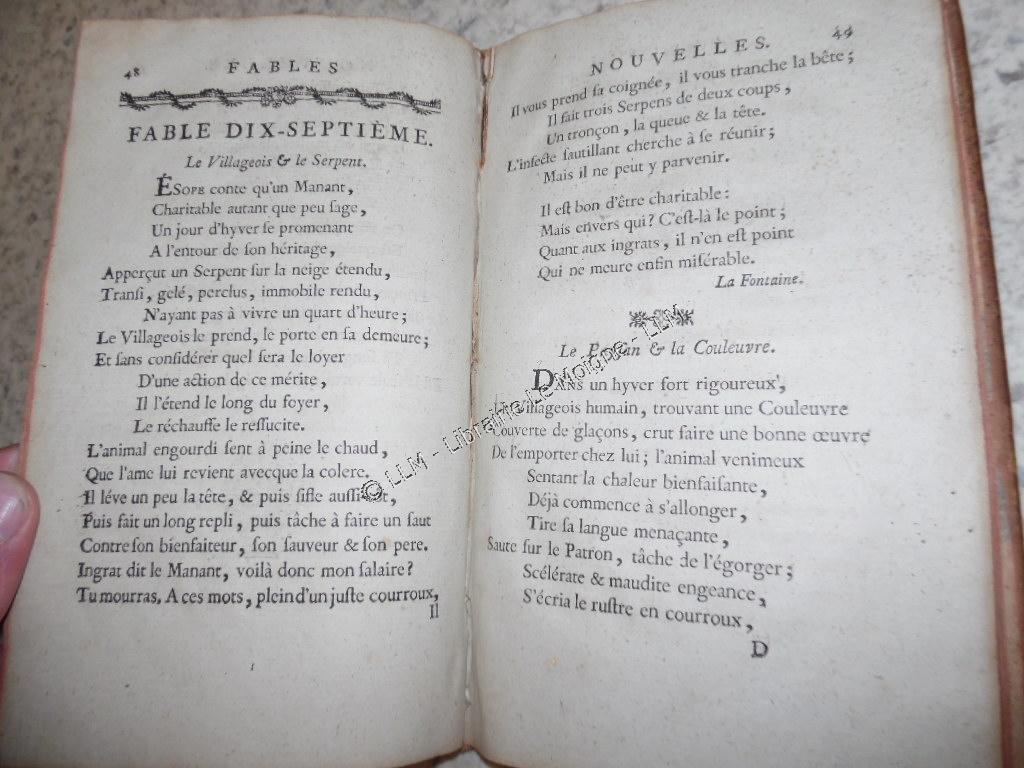 48 FABLES
FABLE DIX-SEPTIÈME.
Le Villageois & le Serpent.
ÉSOPE conte qu'un Manant,
Charitable autant que peu sage,
Un jour d'hyver se promenant
A l'entour de son héritage,
Apperçut un Serpent sur la neige étendu,
Transi, gelé, perclus, immobile rendu,
N'ayant pas à vivre un quart d'heure;
Le Villageois le prend, le porte en sa demeure;
Et sans considérer quel sera le loyer
D'une action de ce mérite,
Il l'étend le long du foyer,
Le réchauffe le ressucite.
L'animal engourdi sent à peine le chaud,
Que l'ame lui revient avecque la colere.
Il léve un peu la tête, & puis siffle aussi-tôt,
Puis fait un long repli, puis tâche à faire un saut
Contre son bienfaiteur, son sauveur & son pere.
Ingrat dit le Manant, voilà donc mon salaire?
Tu mourras, A ces mots, plein d'un juste courroux,
Il
NOUVELLES. 49
Il vous prend sa coignée, il vous tranche la bête;
Il fait trois Serpens de deux coups,
Un tronçon, la queue & la tête.
L'insecte sautillant cherche à se réunir;
Mais il ne peut y parvenir.
Il est bon d'être charitable:
Mais envers qui? C'est-là le point;
Quant aux ingrats, il n'en est point
Qui ne meure enfin misérable.
La Fontaine.
Le & la Couleuvre.
DANS un hyver fort rigoureux,
Villageois humain, trouvant une Couleuvre
Couverte de glaçons, crut faire une bonne œuvre
De l'emporter chez lui; l'animal venimeux
Sentant la chaleur bienfaisante,
Déjà commence à s'allonger,
Tire sa langue menaçante,
Saute sur le Patron, tâche de l'égorger;
Scélérate & maudite engeance,
S'écria le rustre en courroux,
D
© LLM - Librairie Le Moigne - LLM